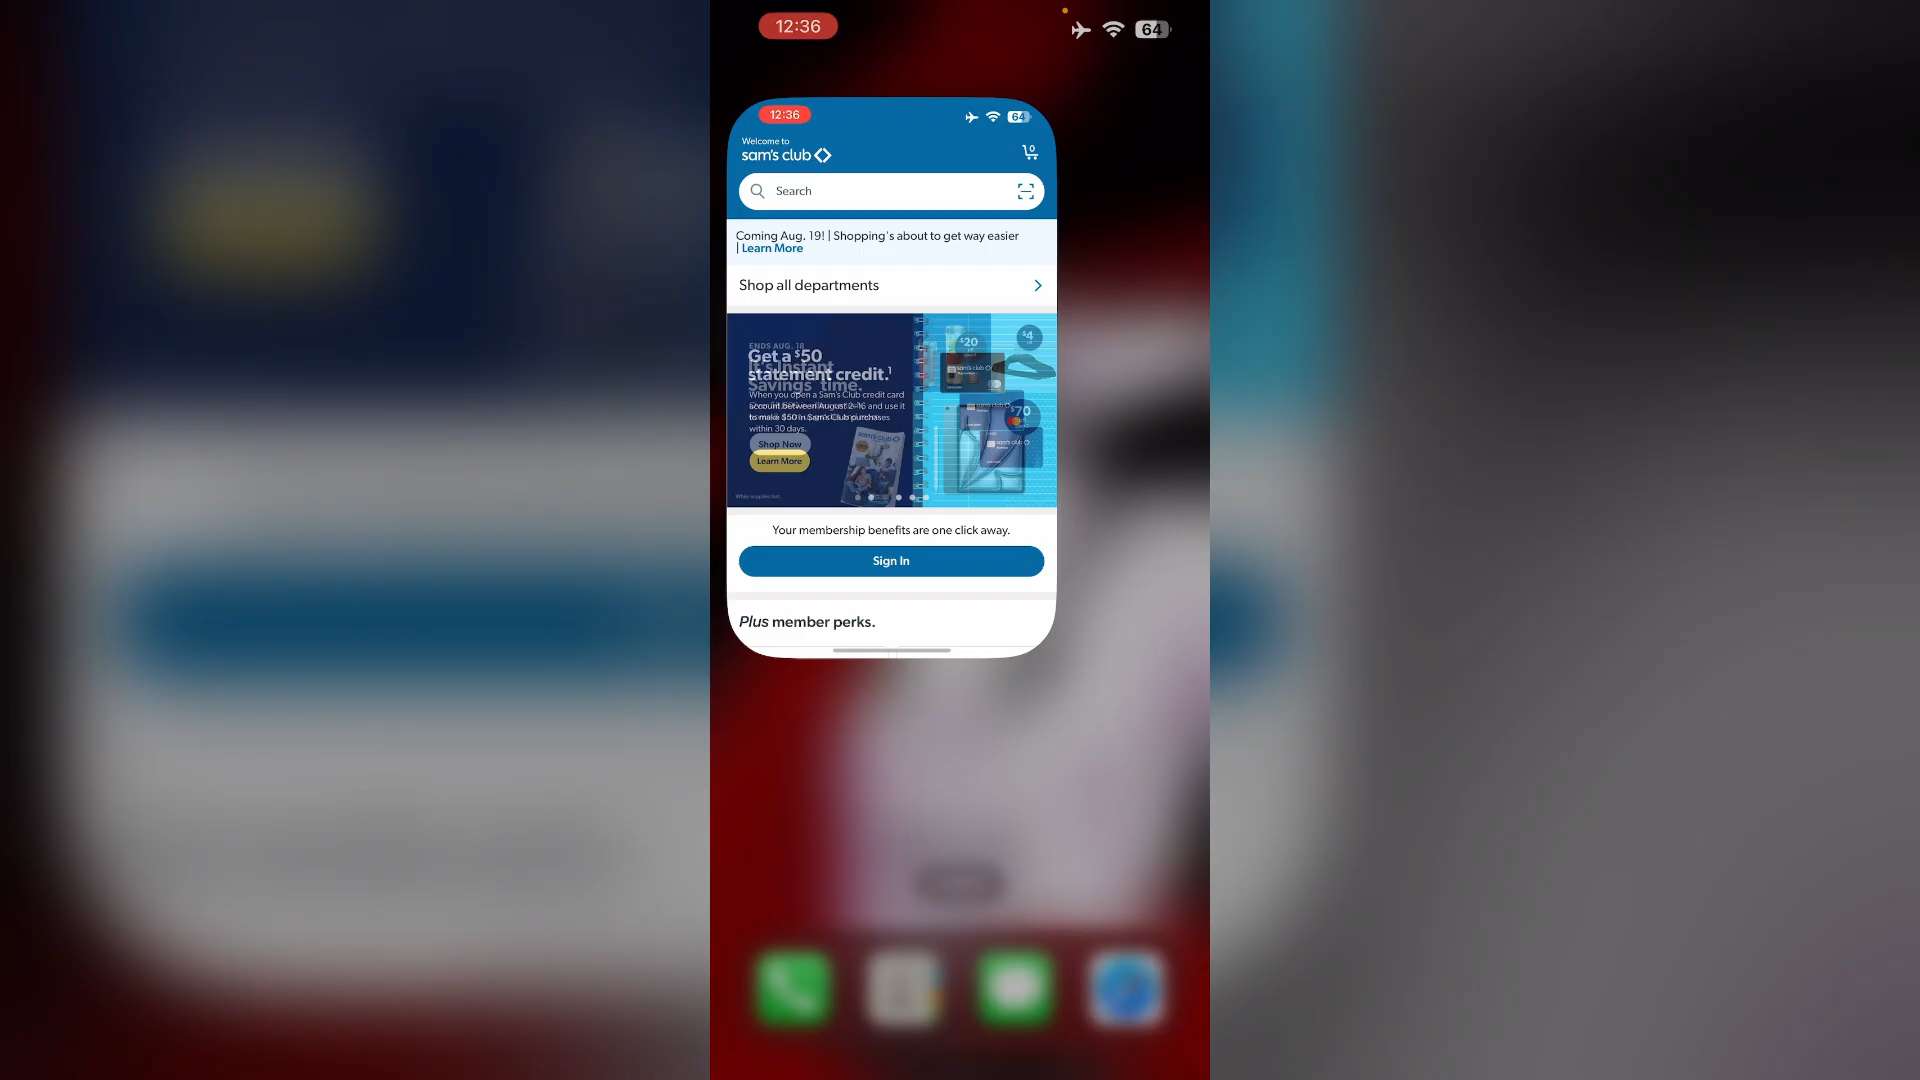 12:36
64
12:36
64
Welcome to
sam's club
0
Search
Coming Aug. 19! | Shopping's about to get way easier
| Learn More
Shop all departments
ENDS AUG. 18
Get a $50
It's Instant
statement credit.¹
Savings time.
When you open a Sam's Club credit card
account between August 2–16 and use it
to make $50 in Sam's Club purchases
within 30 days.
Shop Now
Learn More
While supplies last.
$20
$4
$70
sam's club
Your membership benefits are one click away.
Sign In
Plus member perks.